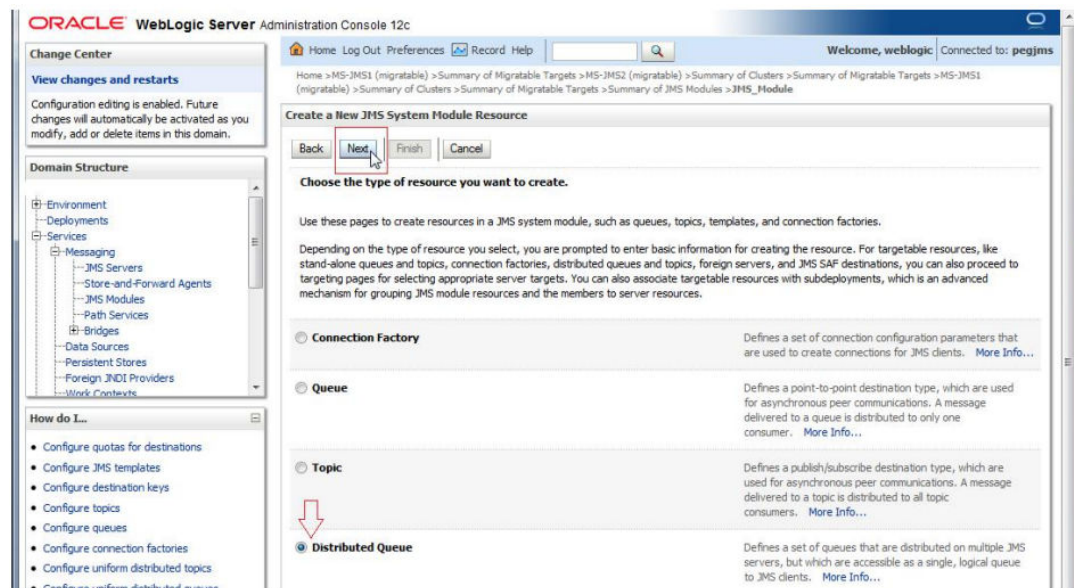 ORACLE WebLogic Server Administration Console 12c
Change Center
View changes and restarts
Configuration editing is enabled. Future
changes will automatically be activated as you
modify, add or delete items in this domain.
Domain Structure
Environment
Deployments
Services
Messaging
JMS Servers
Store-and-Forward Agents
JMS Modules
Path Services
Bridges
Data Sources
Persistent Stores
Foreign JNDI Providers
Work Contexts
How do I...
Configure quotas for destinations
Configure JMS templates
Configure destination keys
Configure topics
Configure queues
Configure connection factories
Configure uniform distributed topics
Configure uniform distributed queues
Home Log Out Preferences Record Help
Welcome, weblogic Connected to: pegjms
Home >MS-JMS1 (migratable) >Summary of Migratable Targets >MS-JMS2 (migratable) >Summary of Clusters >Summary of Migratable Targets >MS-JMS1
(migratable) >Summary of Clusters >Summary of Migratable Targets >Summary of JMS Modules >JMS_Module
Create a New JMS System Module Resource
Back Next Finish Cancel
Choose the type of resource you want to create.
Use these pages to create resources in a JMS system module, such as queues, topics, templates, and connection factories.
Depending on the type of resource you select, you are prompted to enter basic information for creating the resource. For targetable resources, like
stand-alone queues and topics, connection factories, distributed queues and topics, foreign servers, and JMS SAF destinations, you can also proceed to
targeting pages for selecting appropriate server targets. You can also associate targetable resources with subdeployments, which is an advanced
mechanism for grouping JMS module resources and the members to server resources.
Connection Factory
Defines a set of connection configuration parameters that
are used to create connections for JMS clients. More Info...
Queue
Defines a point-to-point destination type, which are used
for asynchronous peer communications. A message
delivered to a queue is distributed to only one
consumer. More Info...
Topic
Defines a publish/subscribe destination type, which are
used for asynchronous peer communications. A message
delivered to a topic is distributed to all topic
consumers. More Info...
Distributed Queue
Defines a set of queues that are distributed on multiple JMS
servers, but which are accessible as a single, logical queue
to JMS clients. More Info...